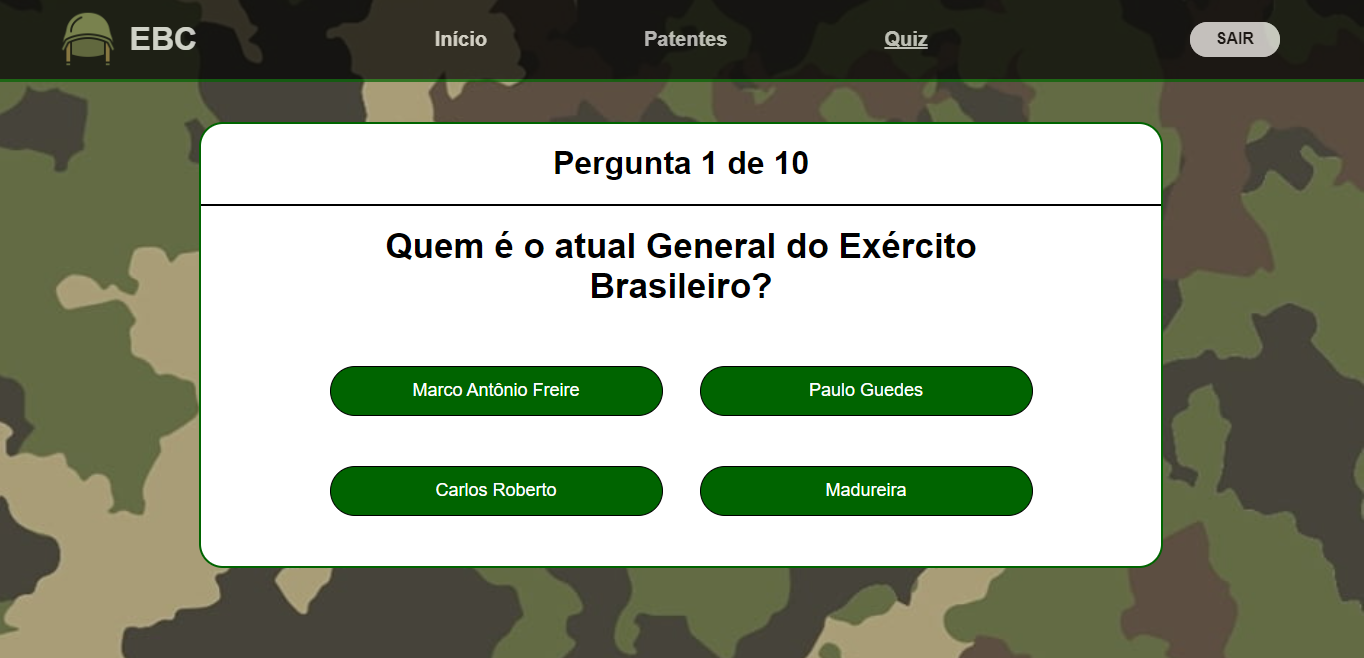 EBC
Início
Patentes
Quiz
SAIR
Pergunta 1 de 10
Quem é o atual General do Exército
Brasileiro?
Marco Antônio Freire
Paulo Guedes
Carlos Roberto
Madureira